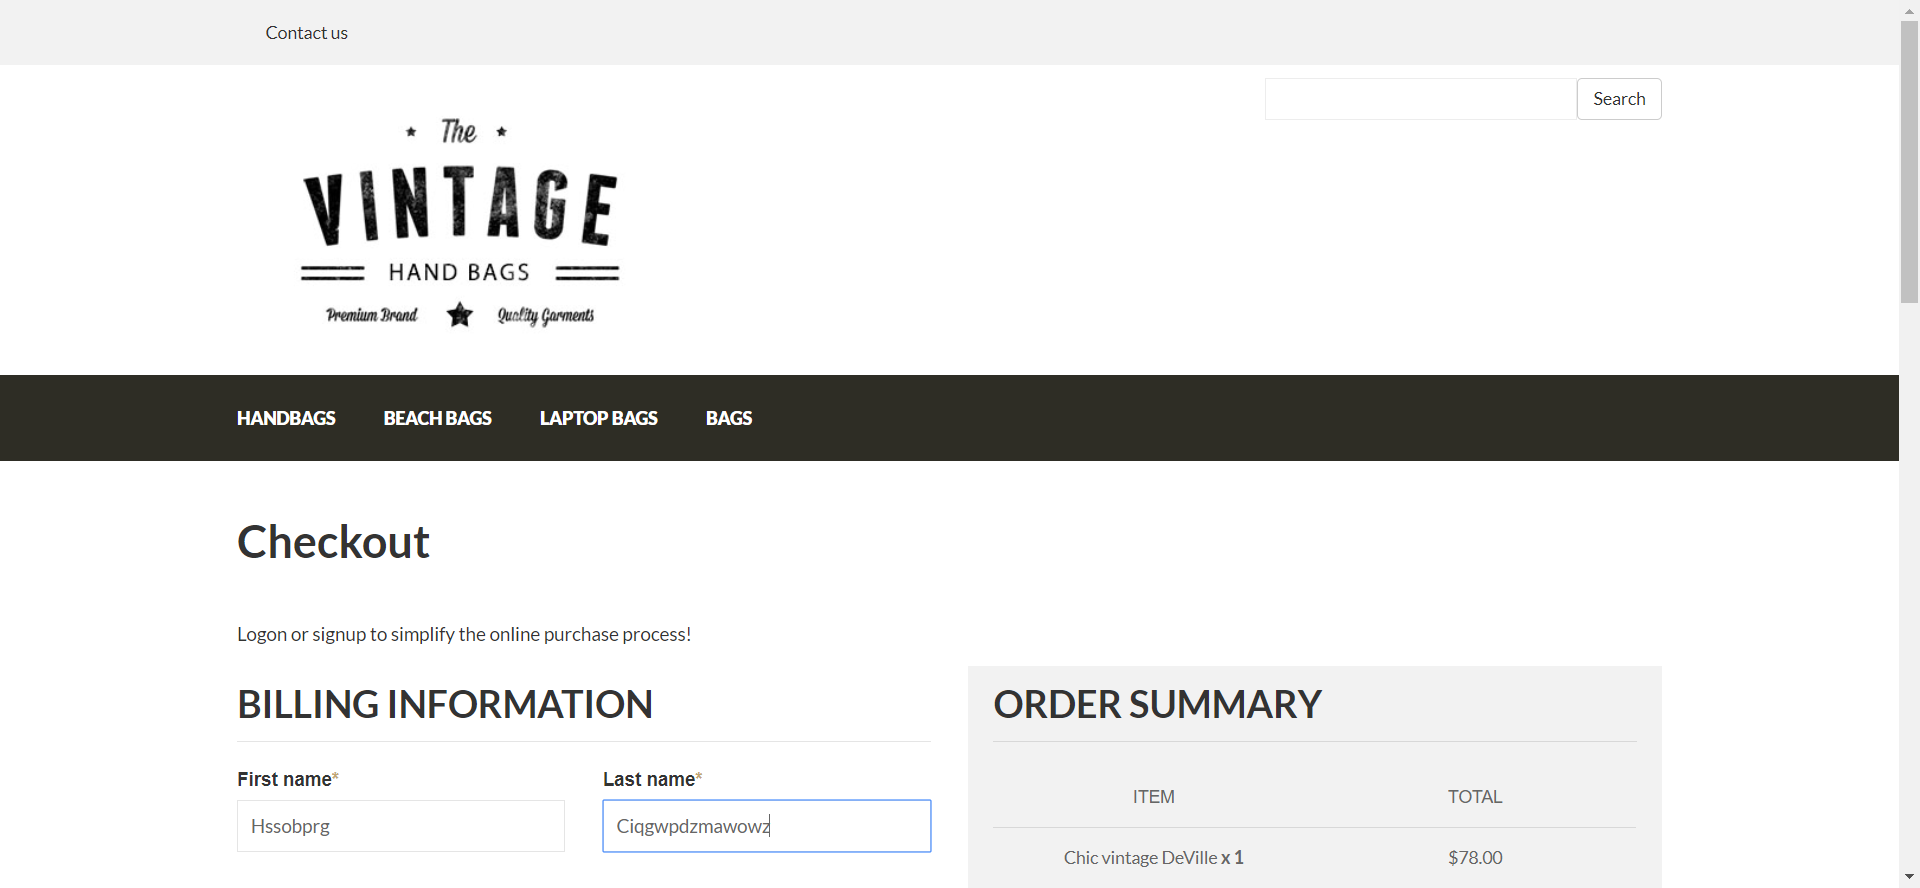 Contact us
Search
The
VINTAGE
HAND BAGS
Premium Brand Quality Garments
HANDBAGS BEACH BAGS LAPTOP BAGS BAGS
Checkout
Logon or signup to simplify the online purchase process!
BILLING INFORMATION
First name* Last name*
Hssobprg Ciqgwpdzmawowz
ORDER SUMMARY
ITEM TOTAL
Chic vintage DeVille x 1 $78.00